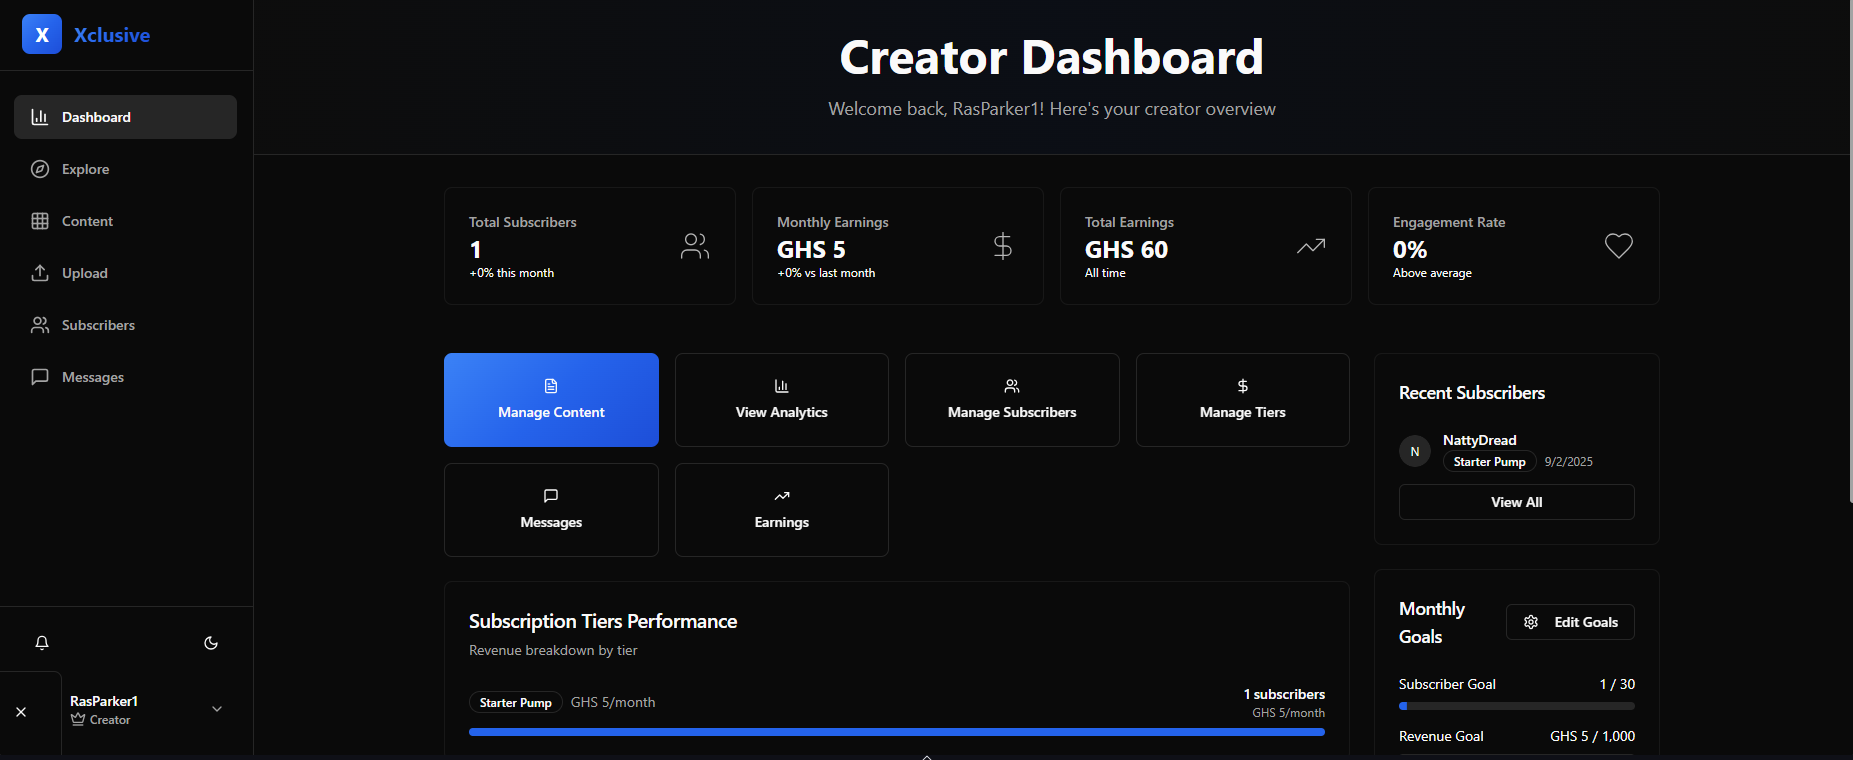 X Xclusive
Dashboard
Explore
Content
Upload
Subscribers
Messages
RasParker1
Creator
Creator Dashboard
Welcome back, RasParker1! Here's your creator overview
Total Subscribers
1
+0% this month
Monthly Earnings
GHS 5
+0% vs last month
Total Earnings
GHS 60
All time
Engagement Rate
0%
Above average
Manage Content
View Analytics
Manage Subscribers
Manage Tiers
Messages
Earnings
Subscription Tiers Performance
Revenue breakdown by tier
Starter Pump GHS 5/month
1 subscribers
GHS 5/month
Recent Subscribers
N
NattyDread
Starter Pump 9/2/2025
View All
Monthly
Goals
Edit Goals
Subscriber Goal 1 / 30
Revenue Goal GHS 5 / 1,000